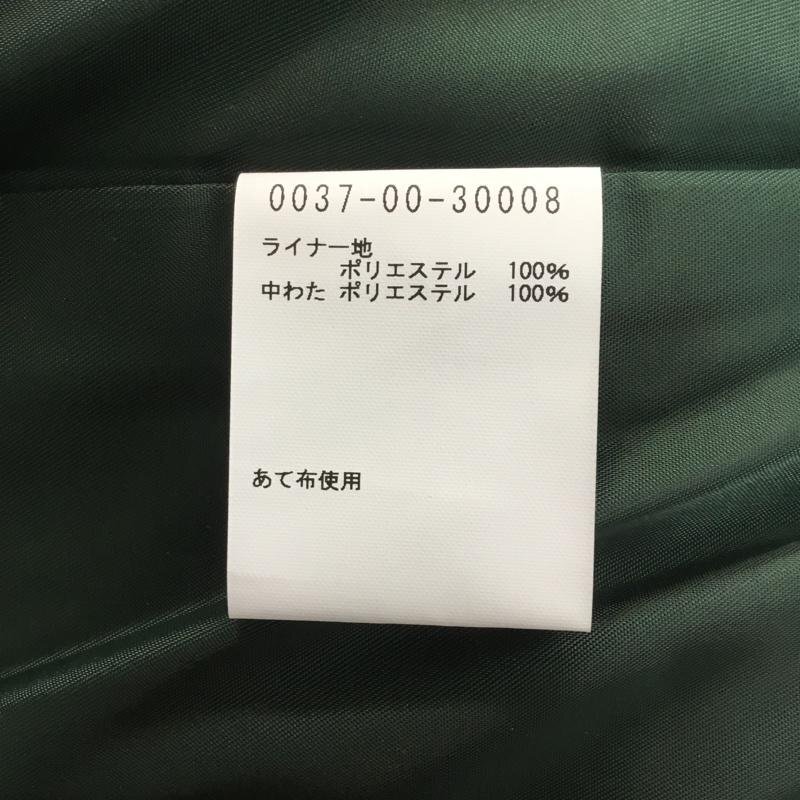 0037-00-30008
ライナー地
ポリエステル 100%
中わた ポリエステル 100%
あて布使用